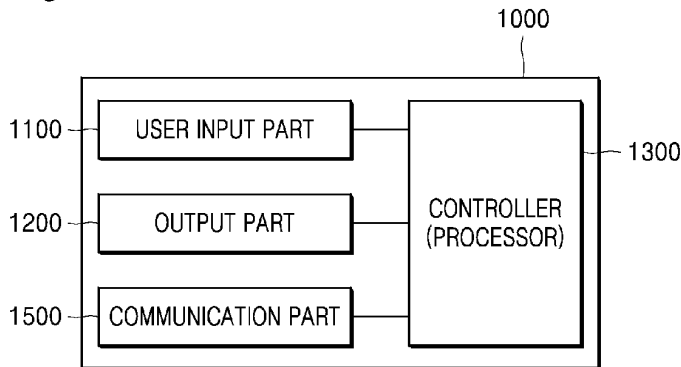 1000
1100
USER INPUT PART
1300
1200
OUTPUT PART
CONTROLLER
(PROCESSOR)
1500
COMMUNICATION PART